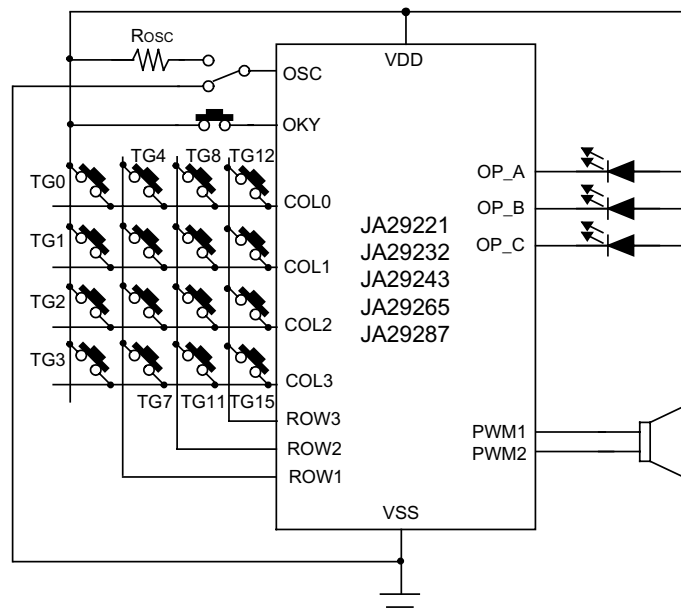 ROSC
VDD
OSC
OKY
TG4 TG8 TG12
OP_A
TG0
COL0
OP_B
JA29221
TG1
OP_C
JA29232
COL1
JA29243
TG2
JA29265
COL2
JA29287
TG3
COL3
TG7 TG11 TG15
ROW3
PWM1
ROW2
PWM2
ROW1
VSS